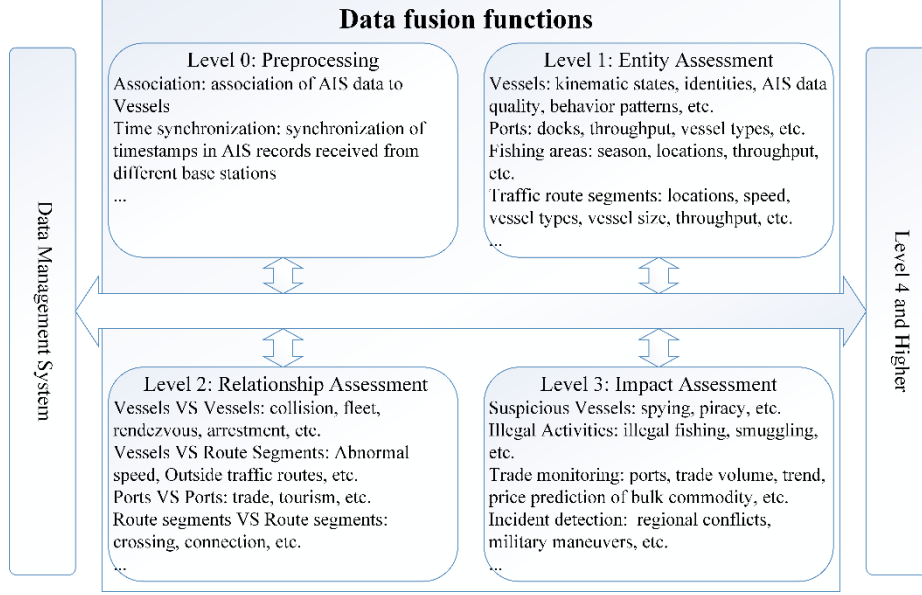 Data fusion functions
Data Management System
Level 0: Preprocessing
Association: association of AIS data to
Vessels
Time synchronization: synchronization of
timestamps in AIS records received from
different base stations
...
Level 1: Entity Assessment
Vessels: kinematic states, identities, AIS data
quality, behavior patterns, etc.
Ports: docks, throughput, vessel types, etc.
Fishing areas: season, locations, throughput,
etc.
Traffic route segments: locations, speed,
vessel types, vessel size, throughput, etc.
...
Level 2: Relationship Assessment
Vessels VS Vessels: collision, fleet,
rendezvous, arrestment, etc.
Vessels VS Route Segments: Abnormal
speed, Outside traffic routes, etc.
Ports VS Ports: trade, tourism, etc.
Route segments VS Route segments:
crossing, connection, etc.
...
Level 3: Impact Assessment
Suspicious Vessels: spying, piracy, etc.
Illegal Activities: illegal fishing, smuggling,
etc.
Trade monitoring: ports, trade volume, trend,
price prediction of bulk commodity, etc.
Incident detection: regional conflicts,
military maneuvers, etc.
...
Level 4 and Higher